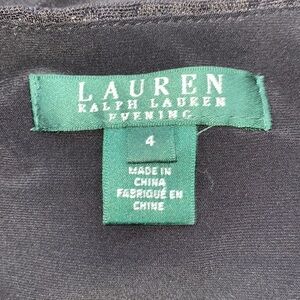 LAUREN
RALPH LAUREN
EVENING
4
MADE IN
CHINA
FABRIQUÉ EN
CHINE